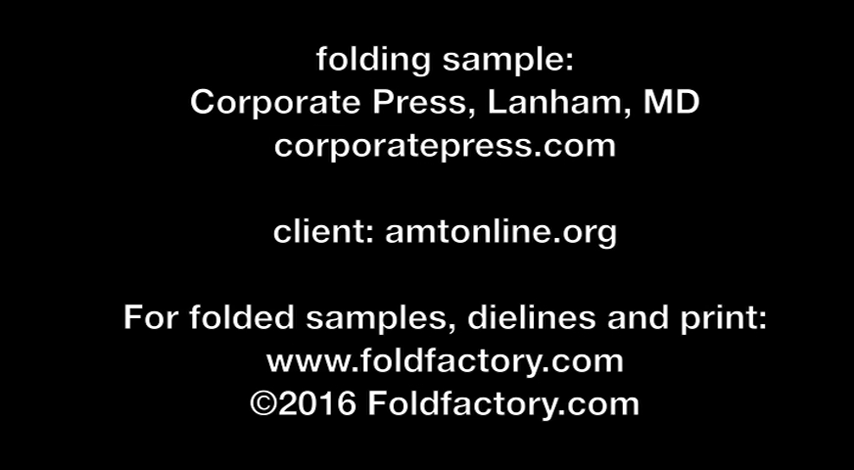 folding sample:
Corporate Press, Lanham, MD
corporatepress.com
client: amtonline.org
For folded samples, dielines and print:
www.foldfactory.com
©2016 Foldfactory.com